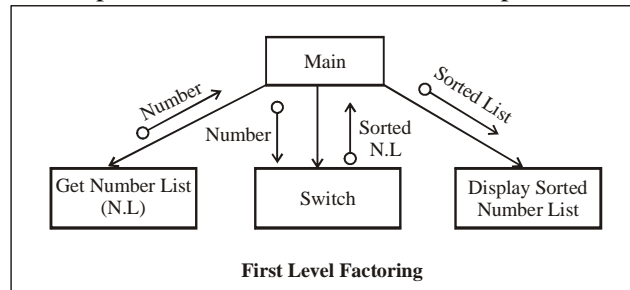 Main
Number
Number
Sorted
N.L
Sorted List
Get Number List
(N.L)
Switch
Display Sorted
Number List
First Level Factoring